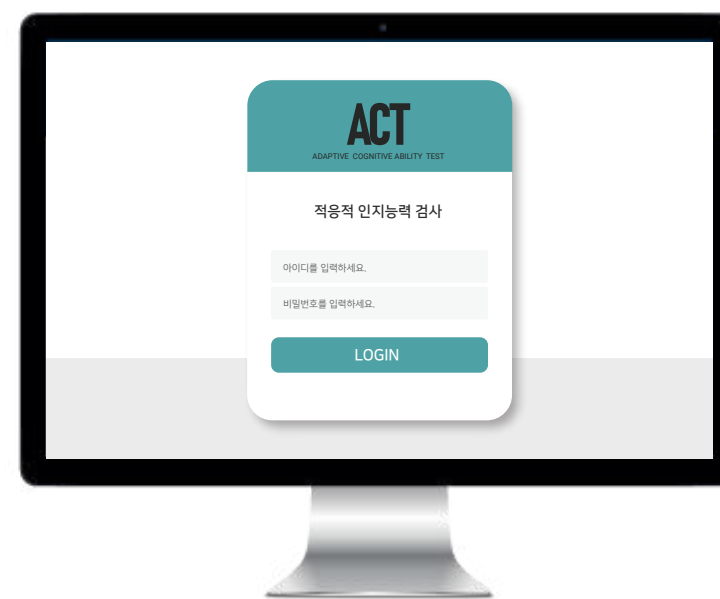 ACT
ADAPTIVE COGNITIVE ABILITY TEST
적응적 인지능력 검사
아이디를 입력하세요.
비밀번호를 입력하세요.
LOGIN